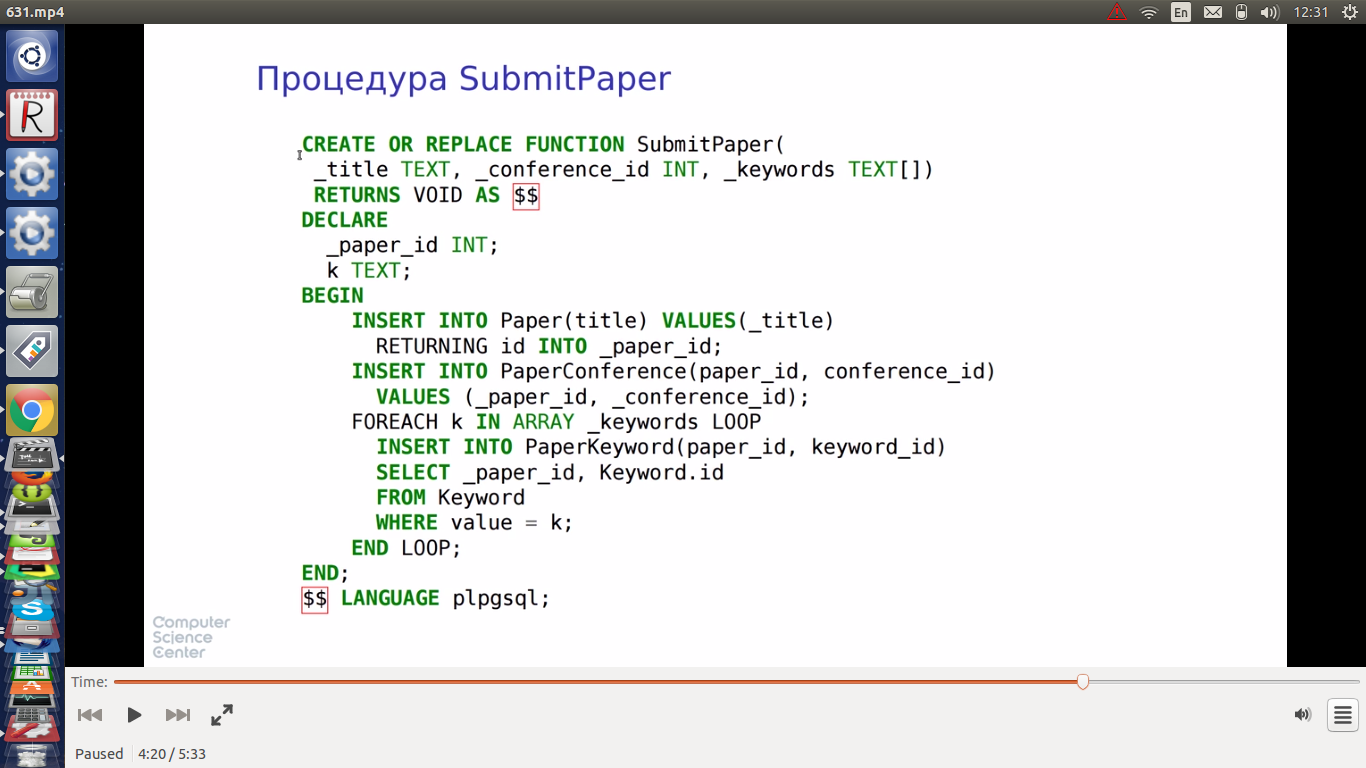 631.mp4
En
12:31
Процедура SubmitPaper
CREATE OR REPLACE FUNCTION SubmitPaper(
_title TEXT, _conference_id INT, _keywords TEXT[])
RETURNS VOID AS $$
DECLARE
_paper_id INT;
k TEXT;
BEGIN
INSERT INTO Paper(title) VALUES(_title)
RETURNING id INTO _paper_id;
INSERT INTO PaperConference(paper_id, conference_id)
VALUES (_paper_id, _conference_id);
FOREACH k IN ARRAY _keywords LOOP
INSERT INTO PaperKeyword(paper_id, keyword_id)
SELECT _paper_id, Keyword.id
FROM Keyword
WHERE value = k;
END LOOP;
END;
$$ LANGUAGE plpgsql;
Computer
Science
Center
Time:
Paused 4:20 / 5:33